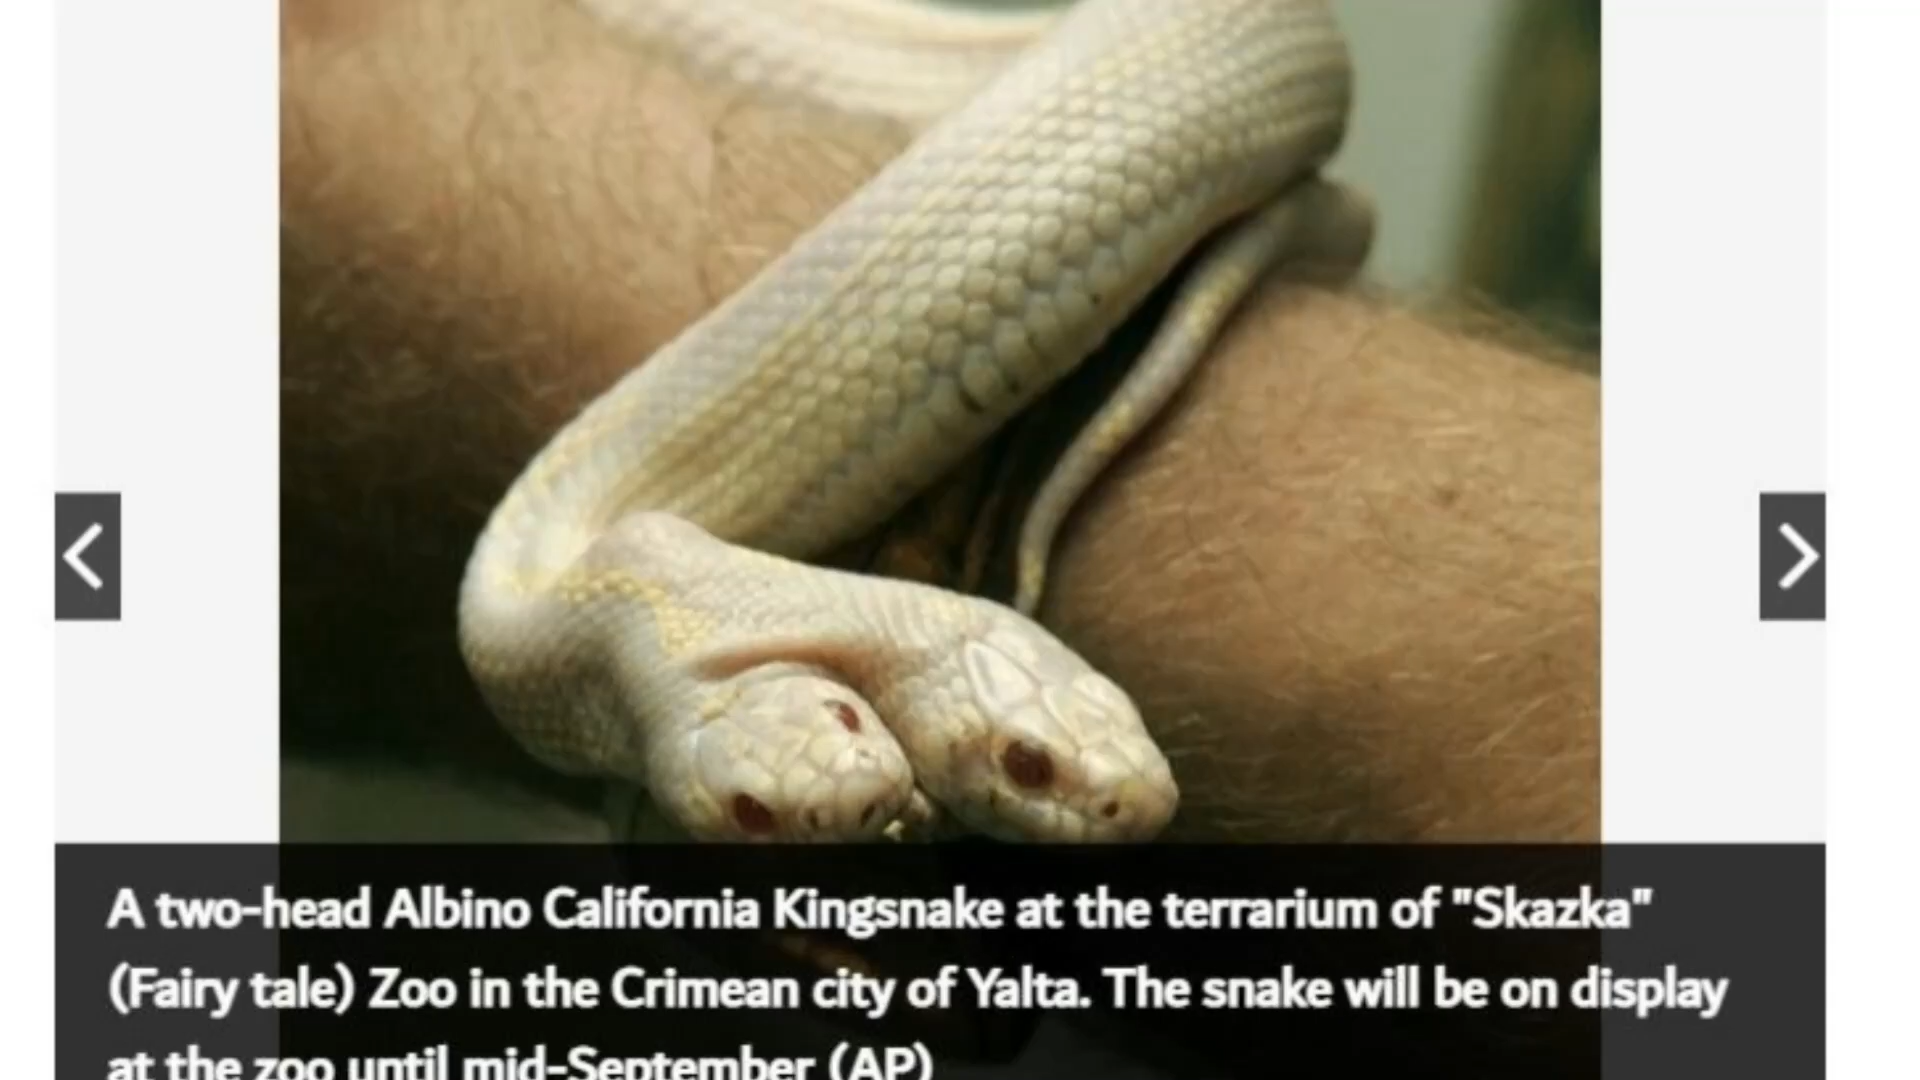 A two-head Albino California Kingsnake at the terrarium of "Skazka"
(Fairy tale) Zoo in the Crimean city of Yalta. The snake will be on display
at the zoo until mid-September (AP)